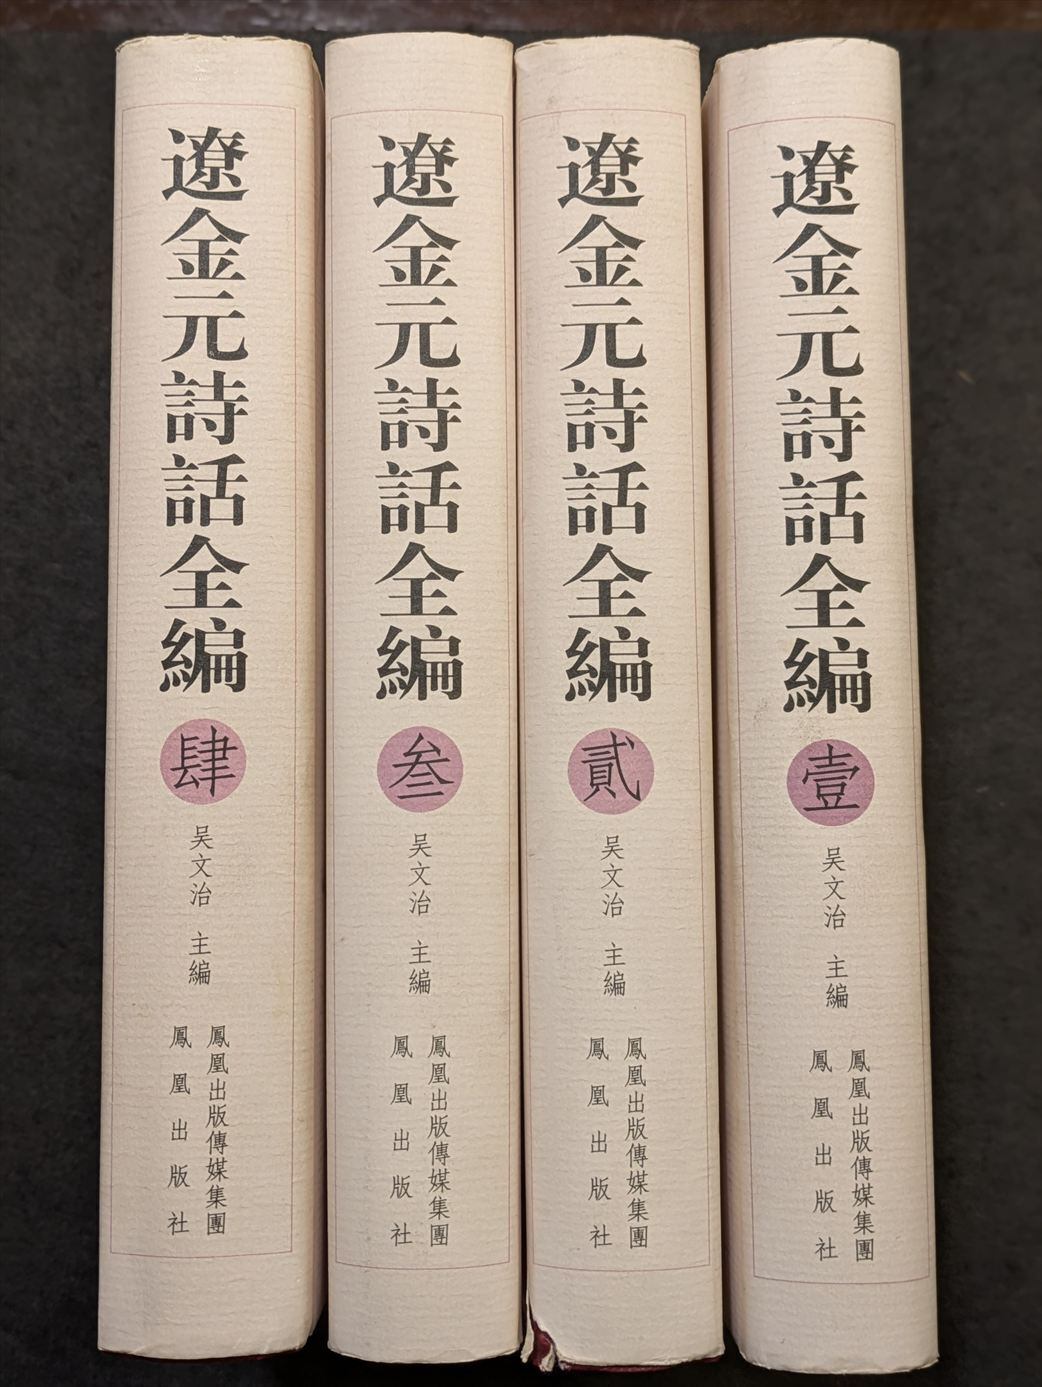 遼金元詩話全編
壹
吴文治 主編
鳳凰出版傳媒集團
鳳凰出版社
遼金元詩話全編
貳
吴文治 主編
鳳凰出版傳媒集團
鳳凰出版社
遼金元詩話全編
叁
吴文治 主編
鳳凰出版傳媒集團
鳳凰出版社
遼金元詩話全編
肆
吴文治 主編
鳳凰出版傳媒集團
鳳凰出版社